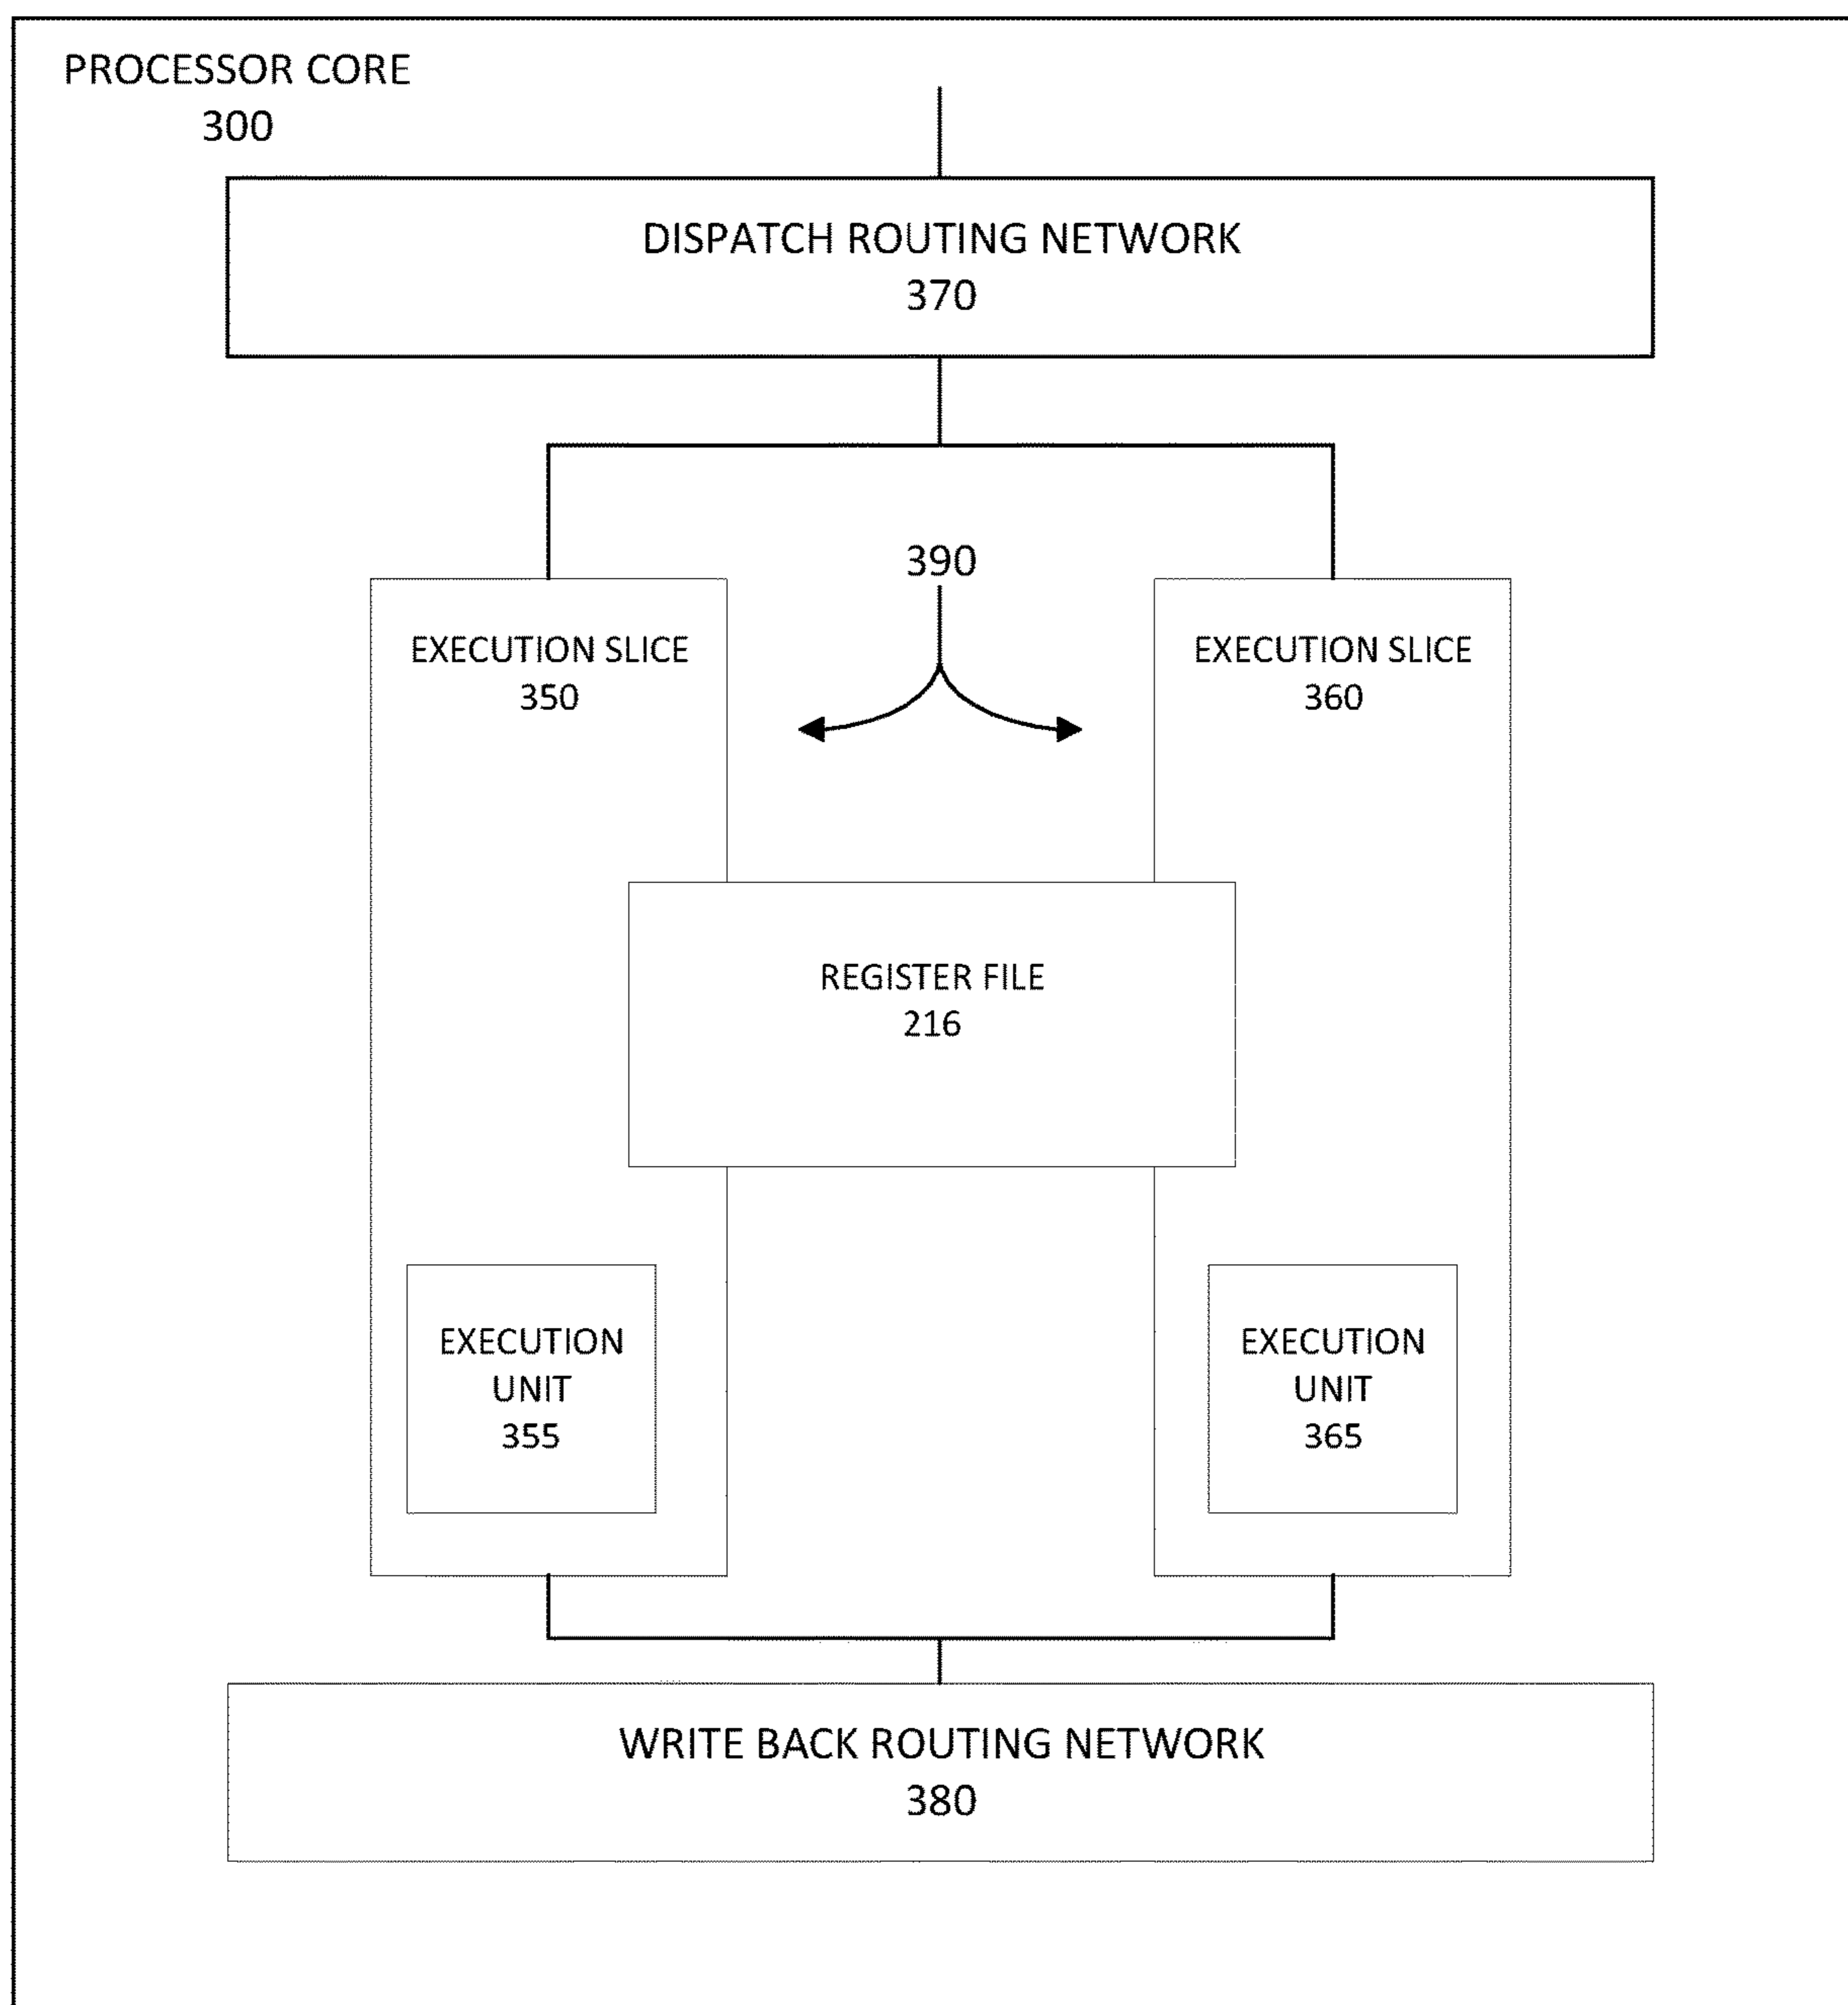 PROCESSOR CORE
300
DISPATCH ROUTING NETWORK
370
390
EXECUTION SLICE
350
EXECUTION SLICE
360
REGISTER FILE
216
EXECUTION
UNIT
355
EXECUTION
UNIT
365
WRITE BACK ROUTING NETWORK
380